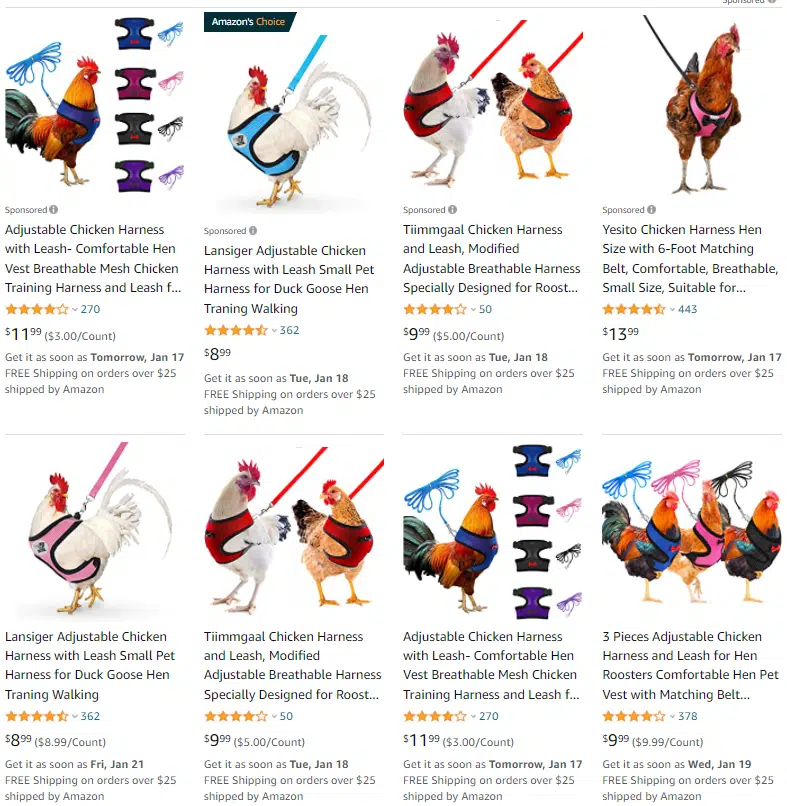 Sponsored
Amazon's Choice
Sponsored
Adjustable Chicken Harness
with Leash- Comfortable Hen
Vest Breathable Mesh Chicken
Training Harness and Leash f...
270
$11.99 ($3.00/Count)
Get it as soon as Tomorrow, Jan 17
FREE Shipping on orders over $25
shipped by Amazon
Sponsored
Lansiger Adjustable Chicken
Harness with Leash Small Pet
Harness for Duck Goose Hen
Traning Walking
362
$8.99
Get it as soon as Tue, Jan 18
FREE Shipping on orders over $25
shipped by Amazon
Sponsored
Tiimmgaal Chicken Harness
and Leash, Modified
Adjustable Breathable Harness
Specially Designed for Roost...
50
$9.99 ($5.00/Count)
Get it as soon as Tue, Jan 18
FREE Shipping on orders over $25
shipped by Amazon
Sponsored
Yesito Chicken Harness Hen
Size with 6-Foot Matching
Belt, Comfortable, Breathable,
Small Size, Suitable for...
443
$13.99
Get it as soon as Tomorrow, Jan 17
FREE Shipping on orders over $25
shipped by Amazon
Lansiger Adjustable Chicken
Harness with Leash Small Pet
Harness for Duck Goose Hen
Traning Walking
362
$8.99 ($8.99/Count)
Get it as soon as Fri, Jan 21
FREE Shipping on orders over $25
shipped by Amazon
Tiimmgaal Chicken Harness
and Leash, Modified
Adjustable Breathable Harness
Specially Designed for Roost...
50
$9.99 ($5.00/Count)
Get it as soon as Tue, Jan 18
FREE Shipping on orders over $25
shipped by Amazon
Adjustable Chicken Harness
with Leash- Comfortable Hen
Vest Breathable Mesh Chicken
Training Harness and Leash f...
270
$11.99 ($3.00/Count)
Get it as soon as Tomorrow, Jan 17
FREE Shipping on orders over $25
shipped by Amazon
3 Pieces Adjustable Chicken
Harness and Leash for Hen
Roosters Comfortable Hen Pet
Vest with Matching Belt...
378
$9.99 ($9.99/Count)
Get it as soon as Wed, Jan 19
FREE Shipping on orders over $25
shipped by Amazon